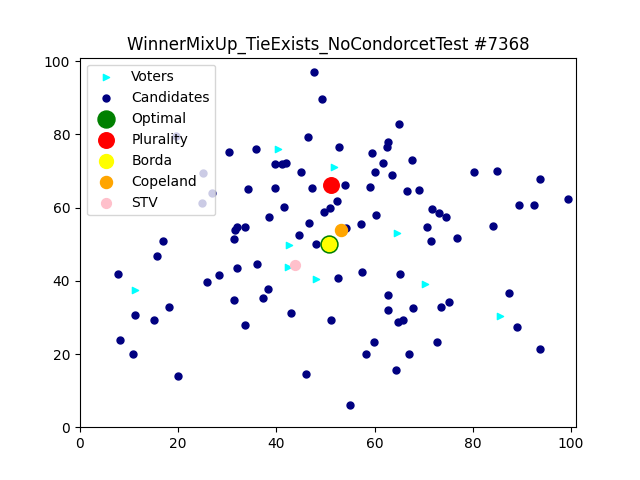 WinnerMixUp_TieExists_NoCondorcetTest #7368
100
80
60
40
20
0
Voters
Candidates
Optimal
Plurality
Borda
Copeland
STV
0 20 40 60 80 100